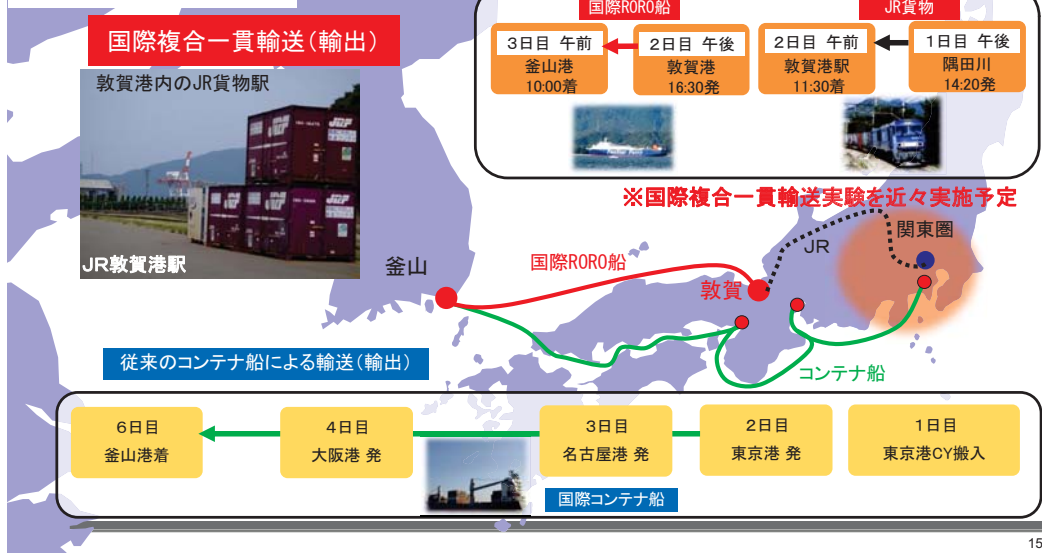 国際複合一貫輸送（輸出）
敦賀港内のJR貨物駅
JR敦賀港駅
国際RORO船
JR貨物
3日目 午前
釜山港
10:00着
2日目 午後
敦賀港
16:30発
2日目 午前
敦賀港駅
11:30着
1日目 午後
隅田川
14:20発
※国際複合一貫輸送実験を近々実施予定
釜山
国際RORO船
敦賀
JR
関東圏
コンテナ船
従来のコンテナ船による輸送（輸出）
6日目
釜山港着
4日目
大阪港 発
3日目
名古屋港 発
2日目
東京港 発
1日目
東京港CY搬入
国際コンテナ船
15